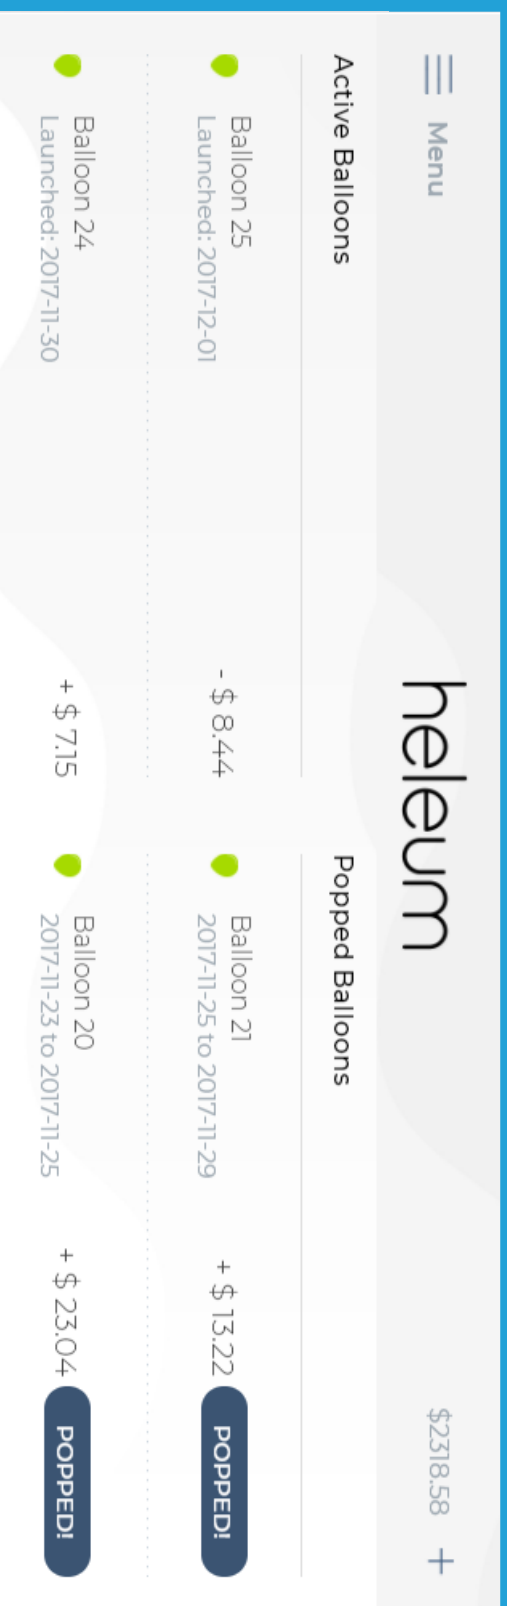 Menu
heleum
$2318.58 +
Active Balloons
Balloon 25
Launched: 2017-12-01
- $ 8.44
Balloon 24
Launched: 2017-11-30
+ $ 7.15
Popped Balloons
Balloon 21
2017-11-25 to 2017-11-29
+ $ 13.22
POPPED!
Balloon 20
2017-11-23 to 2017-11-25
+ $ 23.04
POPPED!